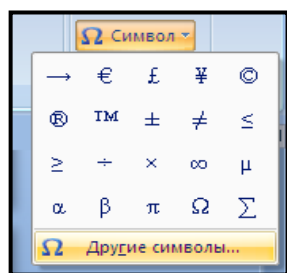 Ω Символ
→ € £ ¥ ©
® ™ ± ≠ ≤
≥ ÷ × ∞ µ
α β π Ω Σ
Ω Другие символы...